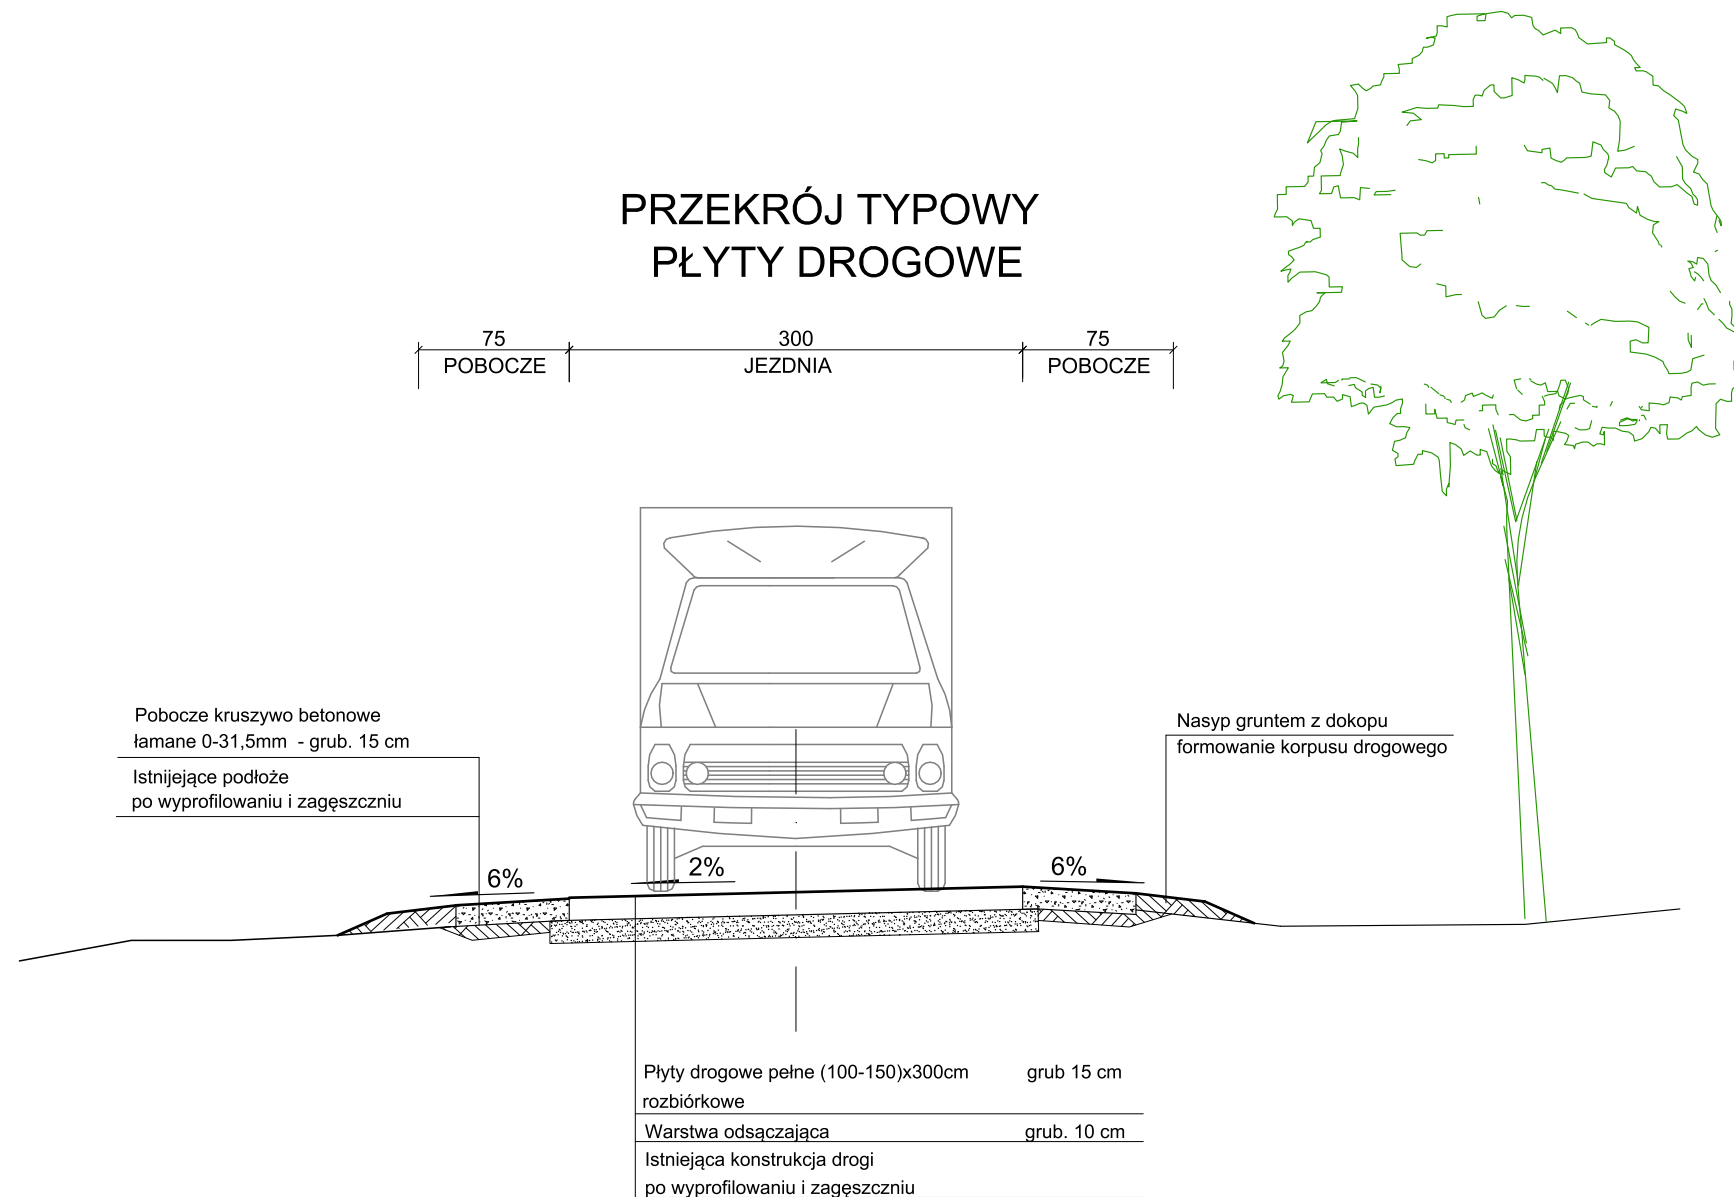 PRZEKRÓJ TYPOWY
PŁYTY DROGOWE
75 300 75
POBOCZE JEZDNIA POBOCZE
Pobocze kruszywo betonowe
łamane 0-31,5mm - grub. 15 cm
Istnijejące podłoże
po wyprofilowaniu i zagęszczniu
Nasyp gruntem z dokopu
formowanie korpusu drogowego
6% 2% 6%
Płyty drogowe pełne (100-150)x300cm grub 15 cm
rozbiórkowe
Warstwa odsączająca grub. 10 cm
Istniejąca konstrukcja drogi
po wyprofilowaniu i zagęszczniu